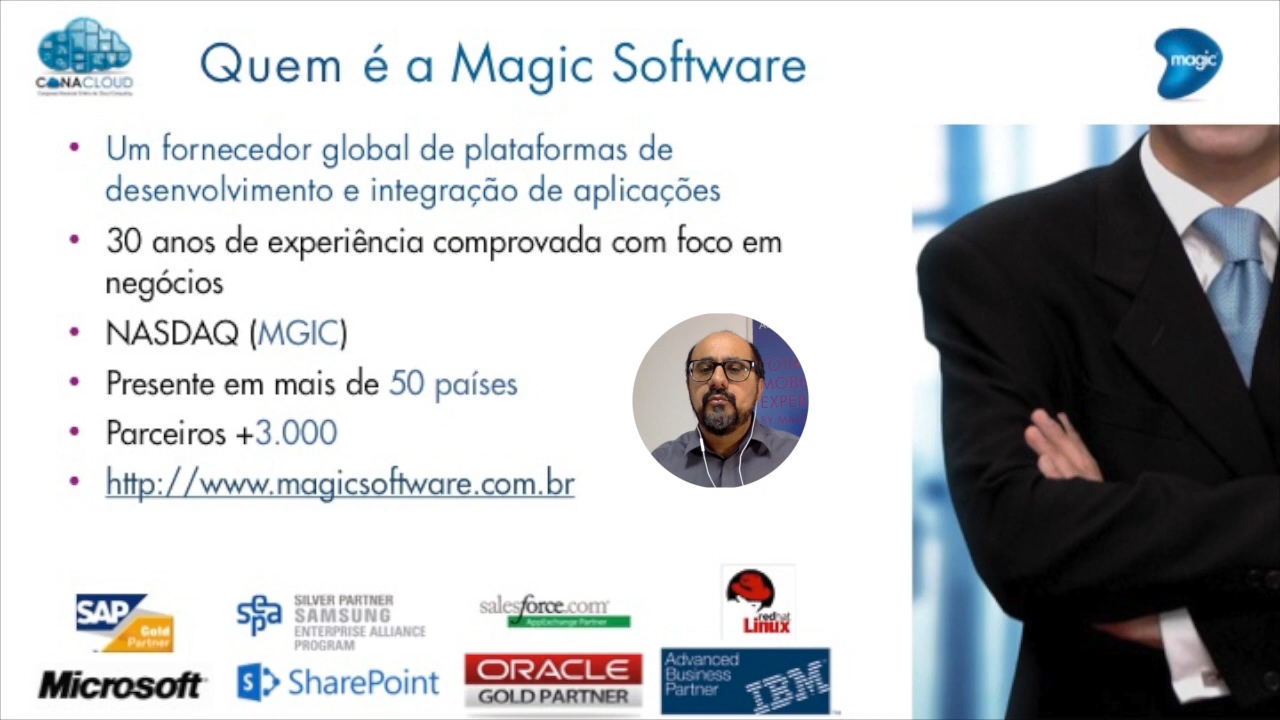 CONACLOUD
Quem é a Magic Software
magic
• Um fornecedor global de plataformas de
desenvolvimento e integração de aplicações
• 30 anos de experiência comprovada com foco em
negócios
• NASDAQ (MGIC)
• Presente em mais de 50 países
• Parceiros +3.000
• http://www.magicsoftware.com.br
SAP
Gold
Partner
sepa
SILVER PARTNER
SAMSUNG
ENTERPRISE ALLIANCE
PROGRAM
salesforce.com
AppExchange Partner
redhat
Linux
Microsoft
S SharePoint
ORACLE
GOLD PARTNER
Advanced
Business
Partner
IBM